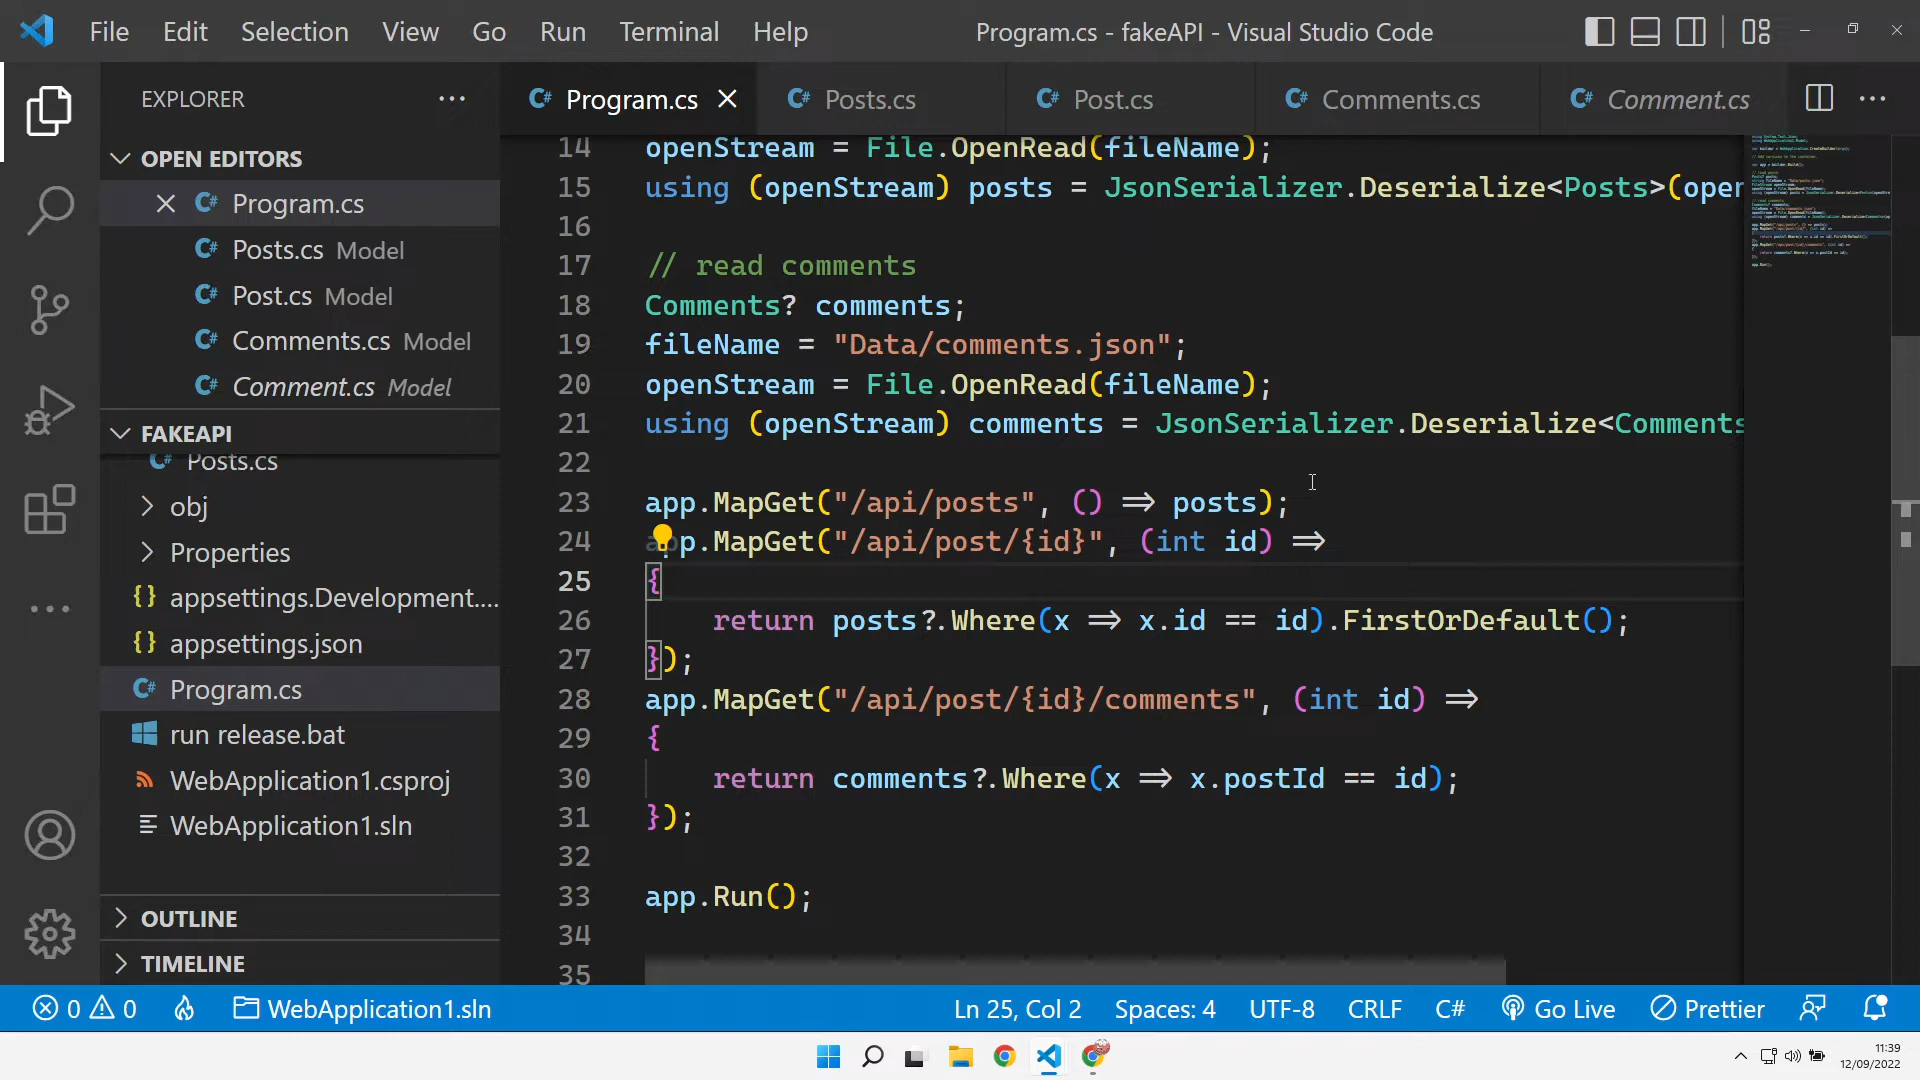 File Edit Selection View Go Run Terminal Help
Program.cs - fakeAPI - Visual Studio Code
EXPLORER
Program.cs Posts.cs Post.cs Comments.cs Comment.cs
OPEN EDITORS
Program.cs
Posts.cs Model
Post.cs Model
Comments.cs Model
Comment.cs Model
FAKEAPI
Posts.cs
obj
Properties
appsettings.Development....
appsettings.json
Program.cs
run release.bat
WebApplication1.csproj
WebApplication1.sln
OUTLINE
TIMELINE
14 openStream = File.OpenRead(fileName);
15 using (openStream) posts = JsonSerializer.Deserialize<Posts>(open
16
17 // read comments
18 Comments? comments;
19 fileName = "Data/comments.json";
20 openStream = File.OpenRead(fileName);
21 using (openStream) comments = JsonSerializer.Deserialize<Comments
22
23 app.MapGet("/api/posts", () => posts);
24 app.MapGet("/api/post/{id}", (int id) =>
25 {
26 return posts?.Where(x => x.id == id).FirstOrDefault();
27 });
28 app.MapGet("/api/post/{id}/comments", (int id) =>
29 {
30 return comments?.Where(x => x.postId == id);
31 });
32
33 app.Run();
34
35
0 0 WebApplication1.sln Ln 25, Col 2 Spaces: 4 UTF-8 CRLF C# Go Live Prettier
11:39
12/09/2022